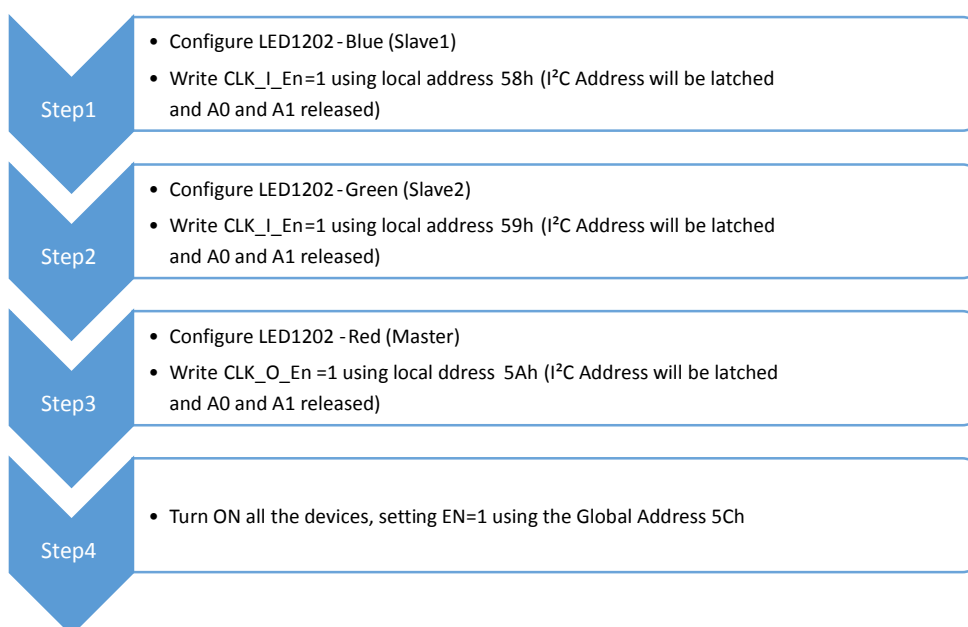 Step1
• Configure LED1202-Blue (Slave1)
• Write CLK_I_En=1 using local address 58h (I²C Address will be latched
and A0 and A1 released)
Step2
• Configure LED1202-Green (Slave2)
• Write CLK_I_En=1 using local address 59h (I²C Address will be latched
and A0 and A1 released)
Step3
• Configure LED1202 -Red (Master)
• Write CLK_O_En =1 using local ddress 5Ah (I²C Address will be latched
and A0 and A1 released)
Step4
• Turn ON all the devices, setting EN=1 using the Global Address 5Ch